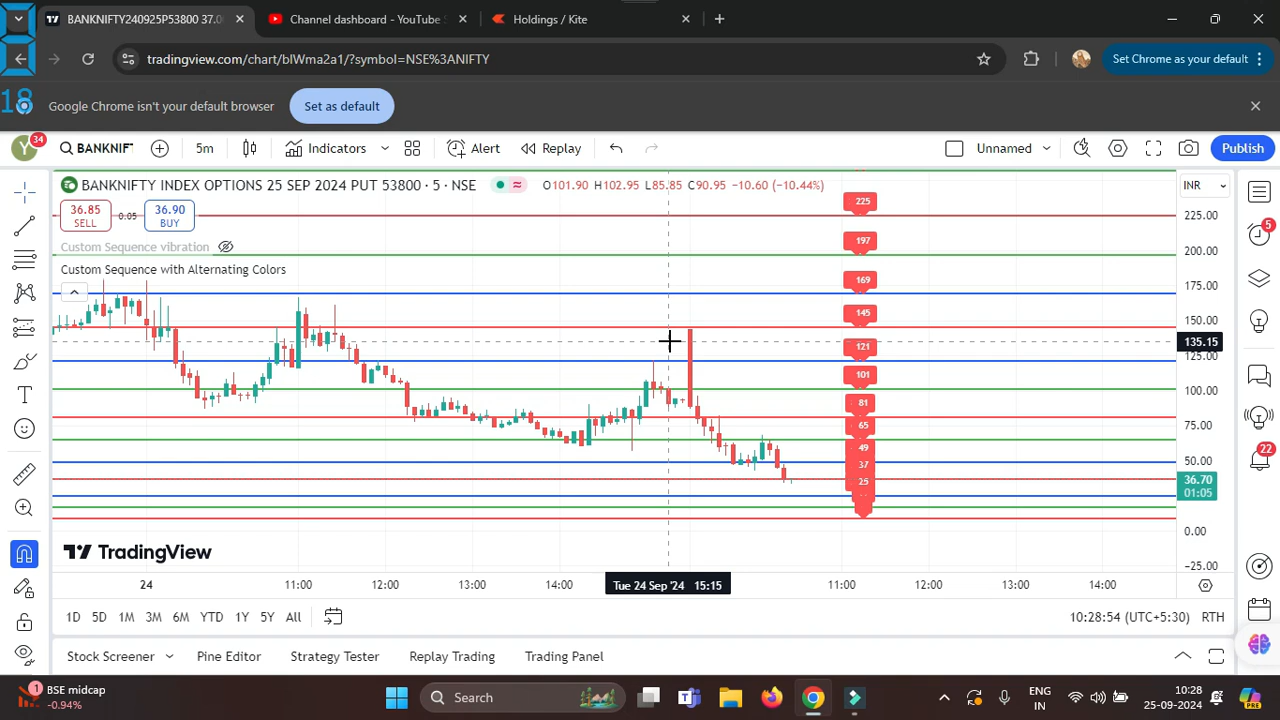 BANKNIFTY240925P53800 37.0
Channel dashboard - YouTube S
Holdings / Kite
tradingview.com/chart/blWma2a1/?symbol=NSE%3ANIFTY
Set Chrome as your default
18
Google Chrome isn't your default browser
Set as default
Y
34
BANKNIFT
5m
Indicators
Alert
Replay
Unnamed
Publish
BANKNIFTY INDEX OPTIONS 25 SEP 2024 PUT 53800 · 5 · NSE
O101.90 H102.95 L85.85 C90.95 −10.60 (−10.44%)
INR
36.85
SELL
0.05
36.90
BUY
Custom Sequence vibration
Custom Sequence with Alternating Colors
225
197
169
145
121
101
81
65
49
37
25
225.00
200.00
175.00
150.00
135.15
125.00
100.00
75.00
50.00
36.70
01:05
0.00
−25.00
5
22
TradingView
24
11:00
12:00
13:00
14:00
Tue 24 Sep '24 15:15
11:00
12:00
13:00
14:00
1D 5D 1M 3M 6M YTD 1Y 5Y All
10:28:54 (UTC+5:30) RTH
Stock Screener
Pine Editor
Strategy Tester
Replay Trading
Trading Panel
1
BSE midcap
-0.94%
Search
ENG
IN
10:28
25-09-2024
PRE